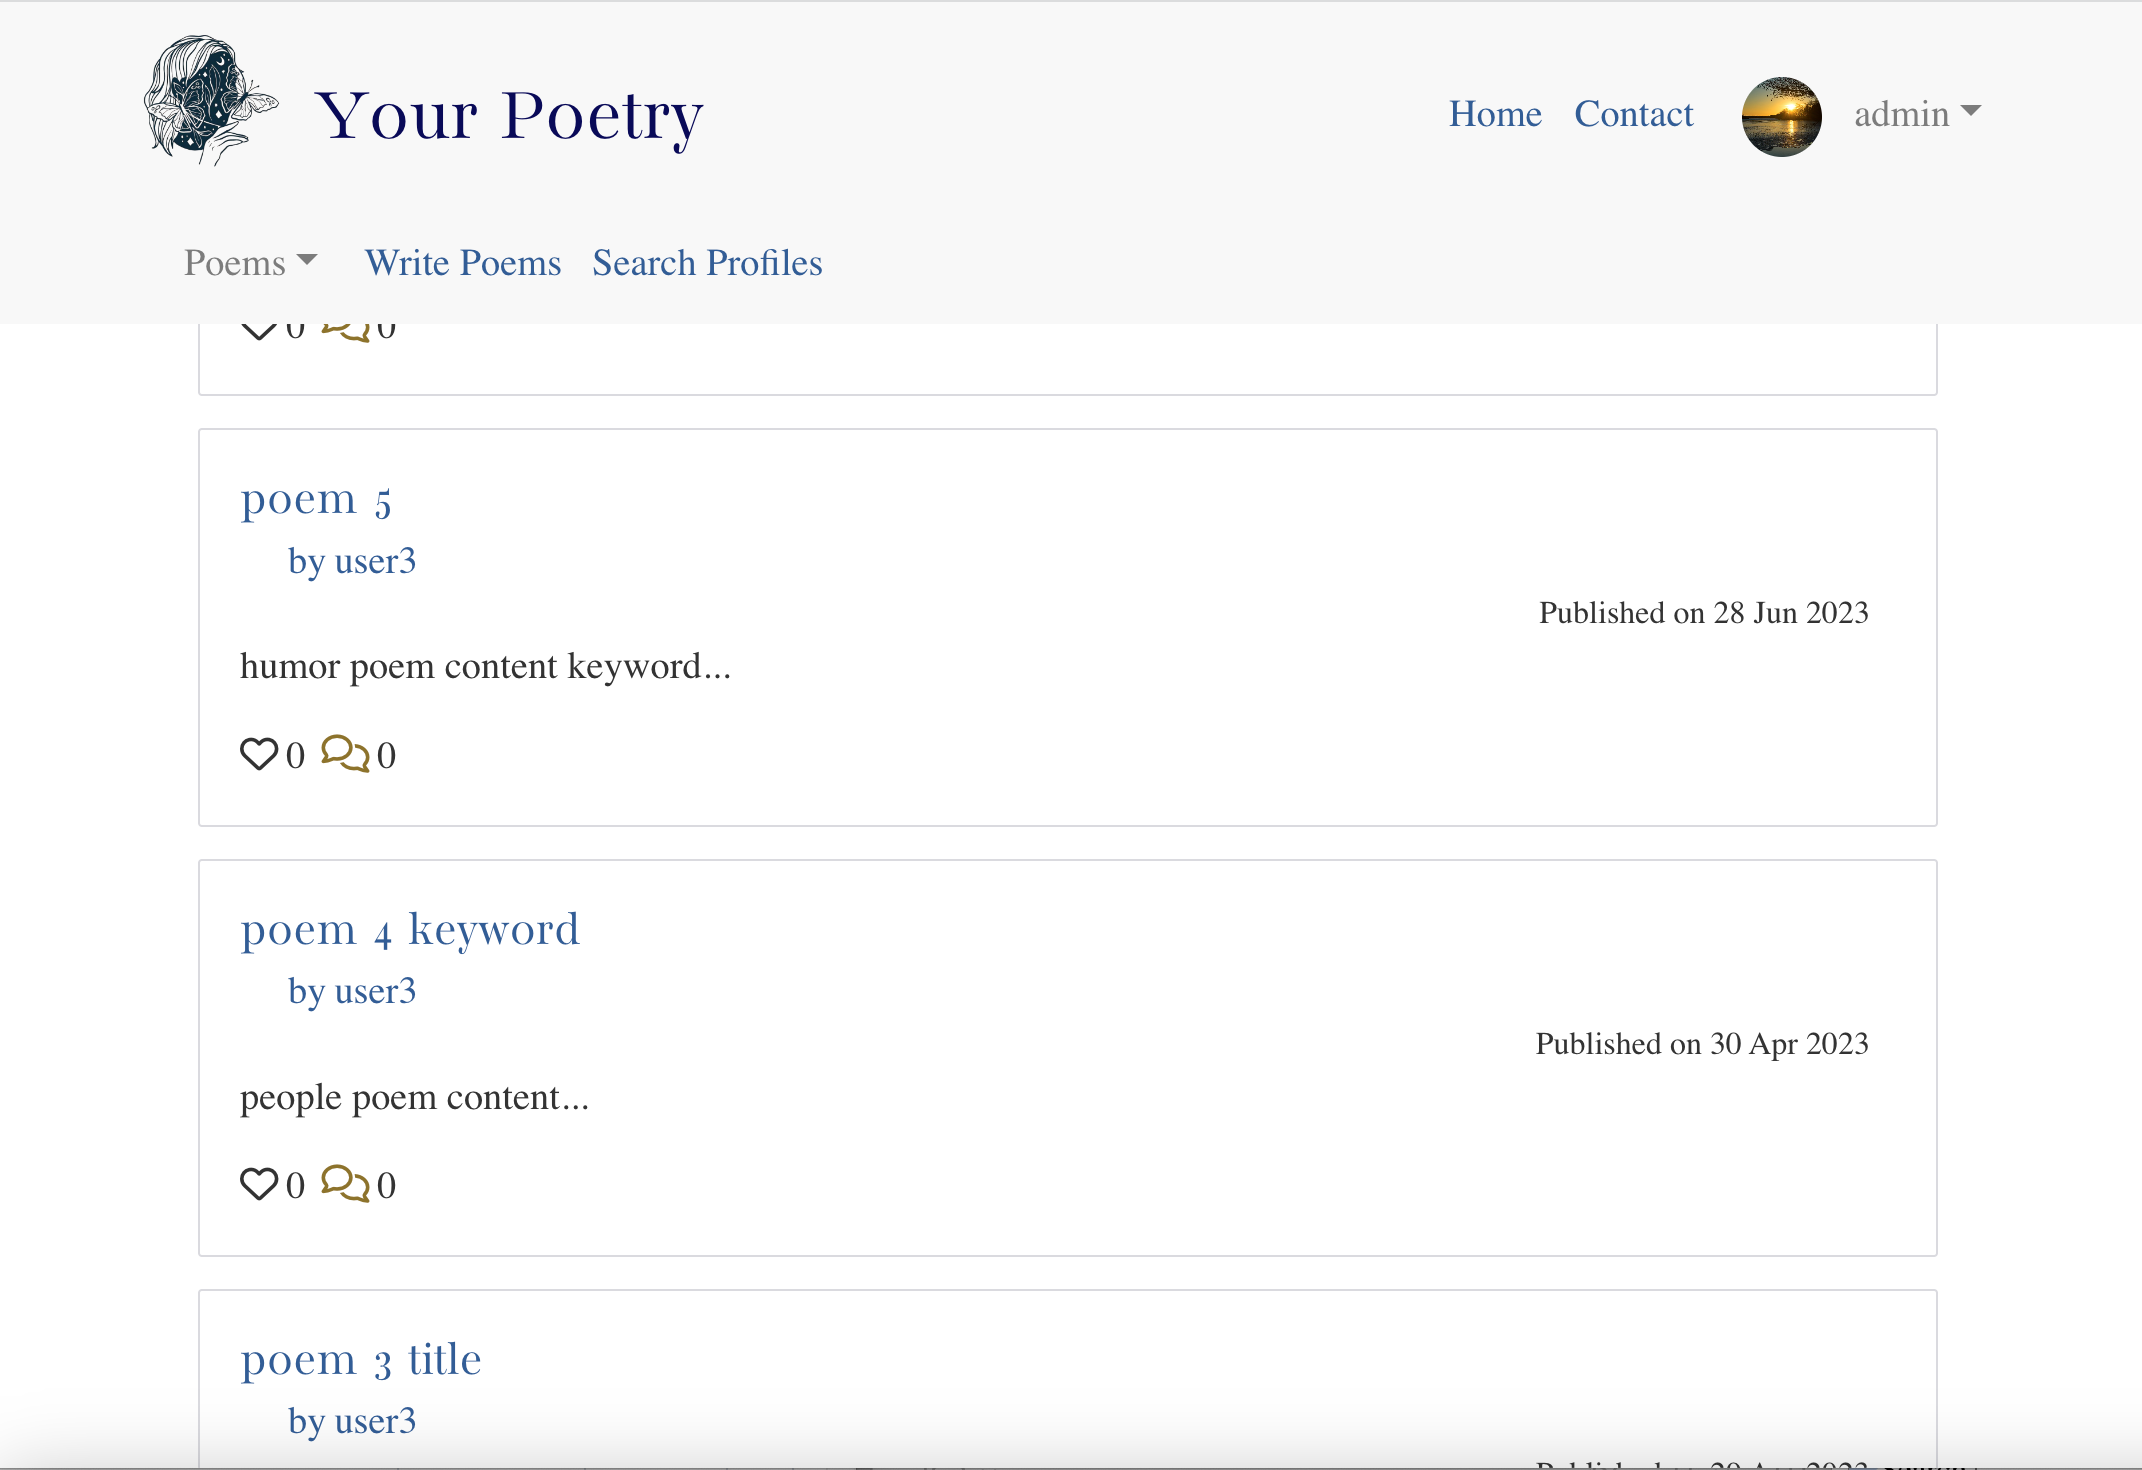 Your Poetry
Home Contact admin
Poems Write Poems Search Profiles
0 0
poem 5
by user3
Published on 28 Jun 2023
humor poem content keyword...
0 0
poem 4 keyword
by user3
Published on 30 Apr 2023
people poem content...
0 0
poem 3 title
by user3
Published on